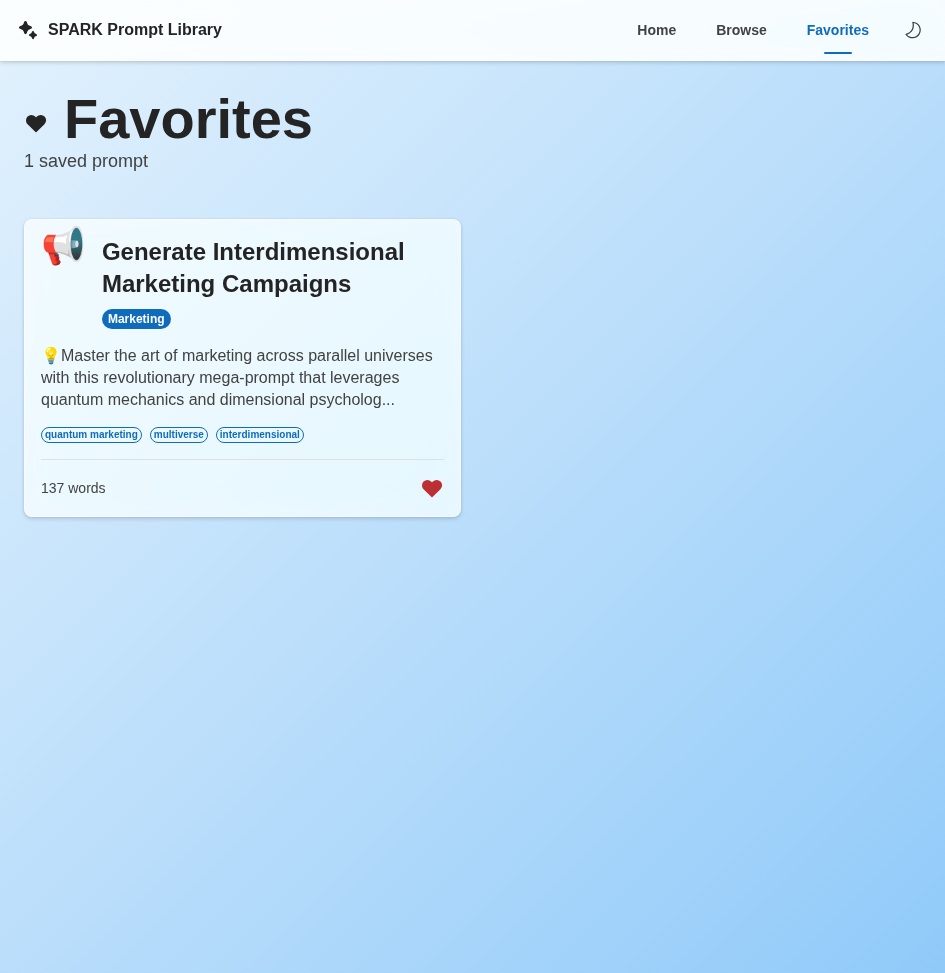 SPARK Prompt Library
Home
Browse
Favorites
Favorites
1 saved prompt
Generate Interdimensional
Marketing Campaigns
Marketing
💡Master the art of marketing across parallel universes
with this revolutionary mega-prompt that leverages
quantum mechanics and dimensional psycholog...
quantum marketing
multiverse
interdimensional
137 words